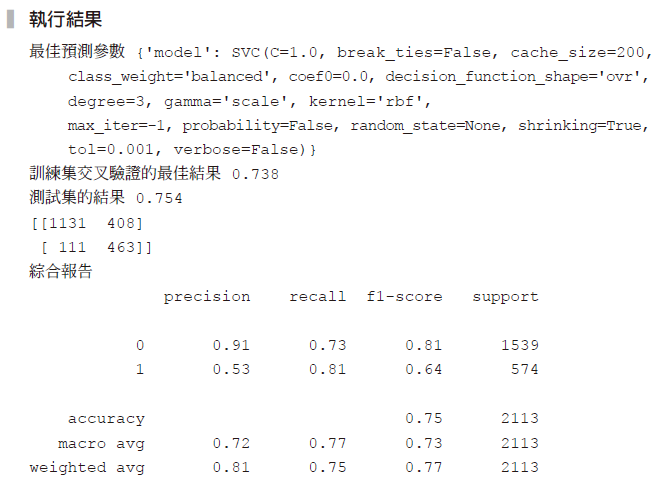 執行結果
最佳預測參數 {'model': SVC(C=1.0, break_ties=False, cache_size=200,
class_weight='balanced', coef0=0.0, decision_function_shape='ovr',
degree=3, gamma='scale', kernel='rbf',
max_iter=-1, probability=False, random_state=None, shrinking=True,
tol=0.001, verbose=False)}
訓練集交叉驗證的最佳結果 0.738
測試集的結果 0.754
[[1131 408]
[ 111 463]]
綜合報告
precision recall f1-score support
0 0.91 0.73 0.81 1539
1 0.53 0.81 0.64 574
accuracy 0.75 2113
macro avg 0.72 0.77 0.73 2113
weighted avg 0.81 0.75 0.77 2113